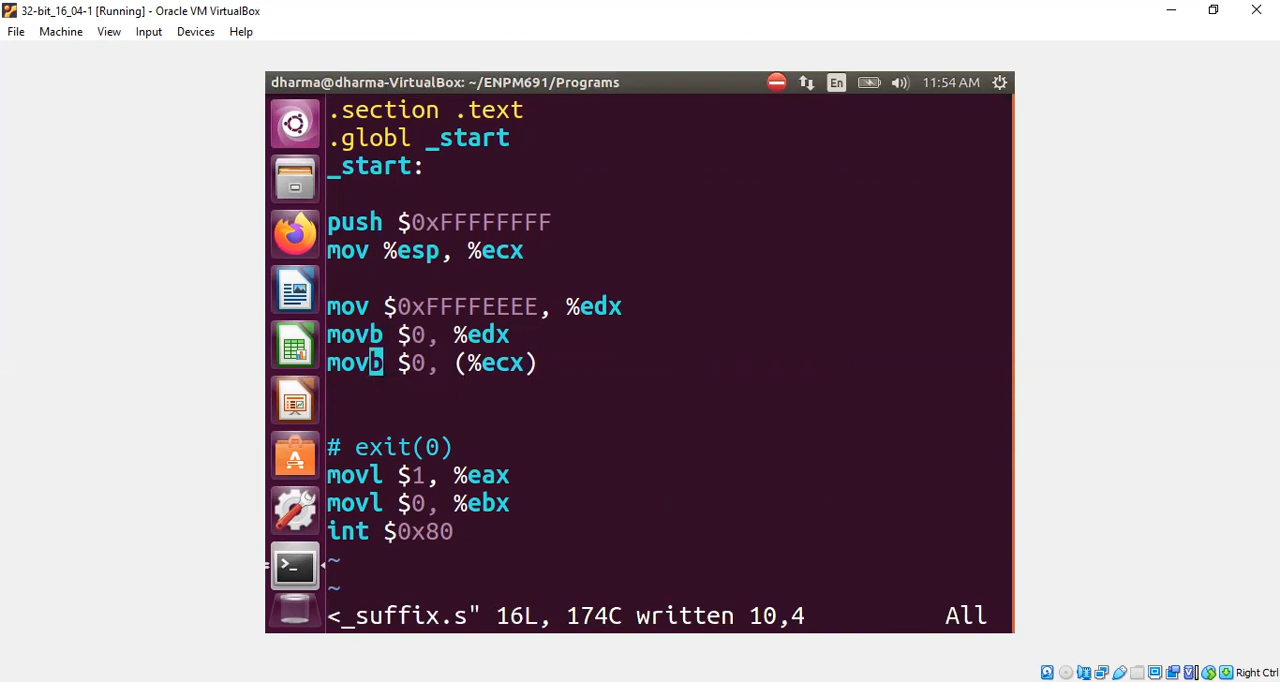 32-bit_16_04-1 [Running] - Oracle VM VirtualBox
File Machine View Input Devices Help
dharma@dharma-VirtualBox: ~/ENPM691/Programs En 11:54 AM
.section .text
.globl _start
_start:
push $0xFFFFFFFF
mov %esp, %ecx
mov $0xFFFFEEEE, %edx
movb $0, %edx
movb $0, (%ecx)
# exit(0)
movl $1, %eax
movl $0, %ebx
int $0x80
~
~
<_suffix.s" 16L, 174C written 10,4 All
Right Ctrl